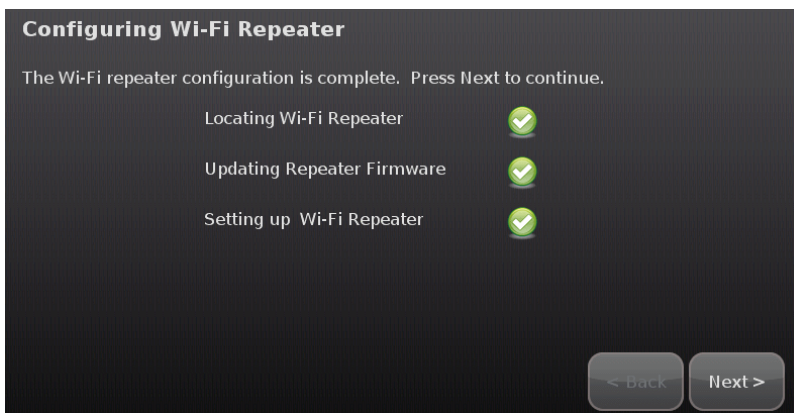 Configuring Wi-Fi Repeater
The Wi-Fi repeater configuration is complete.  Press Next to continue.
Locating Wi-Fi Repeater
Updating Repeater Firmware
Setting up  Wi-Fi Repeater
< Back
Next >